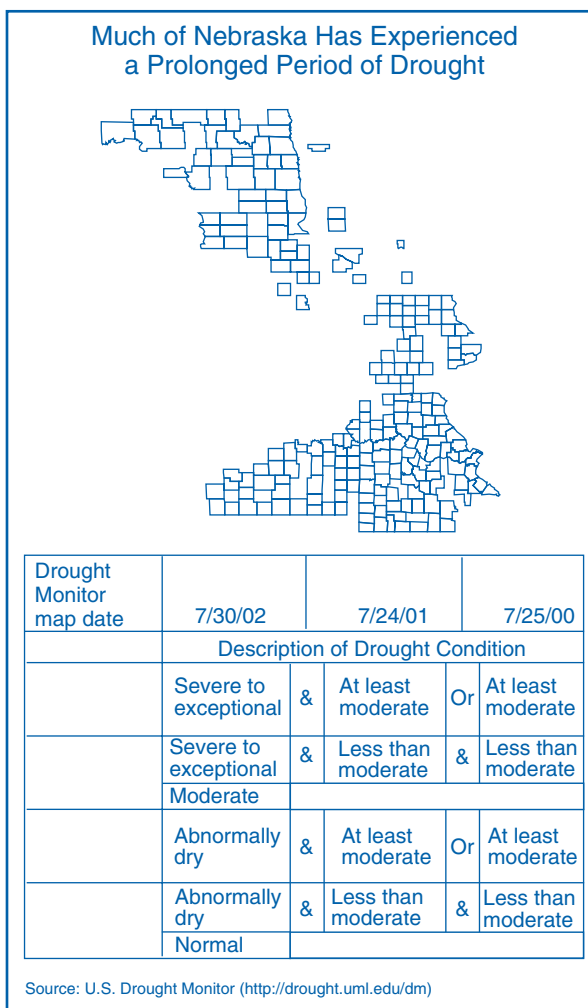 Much of Nebraska Has Experienced
a Prolonged Period of Drought
Drought
Monitor
map date
7/30/02
7/24/01
7/25/00
Description of Drought Condition
Severe to
exceptional
&
At least
moderate
Or
At least
moderate
Severe to
exceptional
&
Less than
moderate
&
Less than
moderate
Moderate
Abnormally
dry
&
At least
moderate
Or
At least
moderate
Abnormally
dry
&
Less than
moderate
&
Less than
moderate
Normal
Source: U.S. Drought Monitor (http://drought.uml.edu/dm)